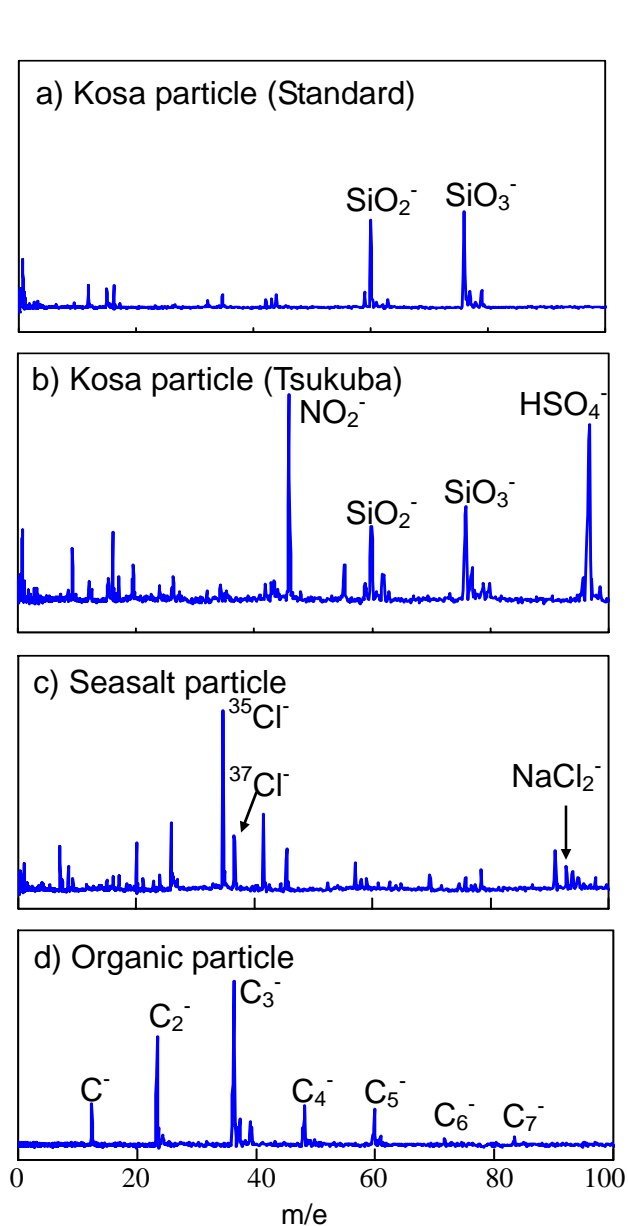 a) Kosa particle (Standard)
SiO₂⁻ SiO₃⁻
b) Kosa particle (Tsukuba)
NO₂⁻ HSO₄⁻
SiO₂⁻ SiO₃⁻
c) Seasalt particle
³⁵Cl⁻
³⁷Cl⁻ NaCl₂⁻
d) Organic particle
C⁻ C₂⁻ C₃⁻ C₄⁻ C₅⁻ C₆⁻ C₇⁻
0 20 40 60 80 100
m/e